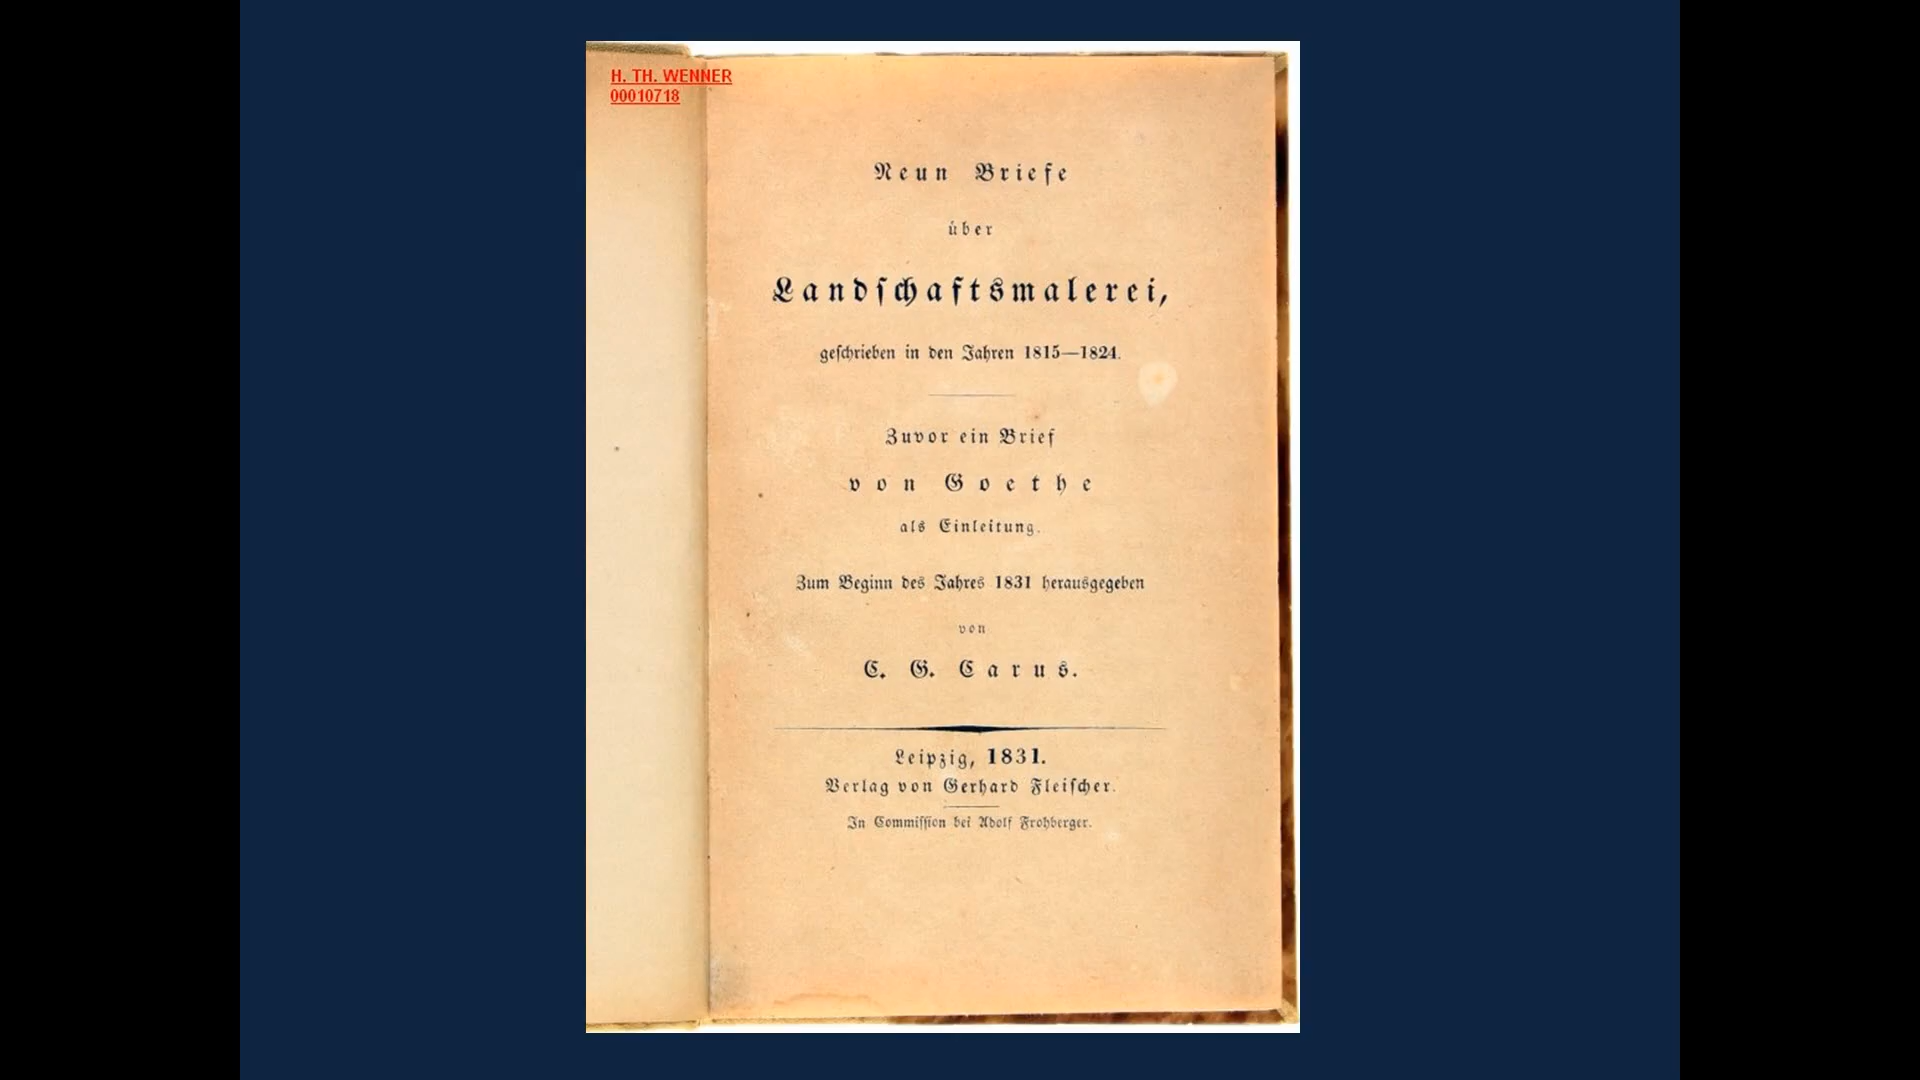 H. TH. WENNER
00010718
Neun Briefe
über
Landschaftsmalerei,
geschrieben in den Jahren 1815—1824.
Zuvor ein Brief
von Goethe
als Einleitung.
Zum Beginn des Jahres 1831 herausgegeben
von
C. G. Carus.
Leipzig, 1831.
Verlag von Gerhard Fleischer.
In Commission bei Adolf Frohberger.